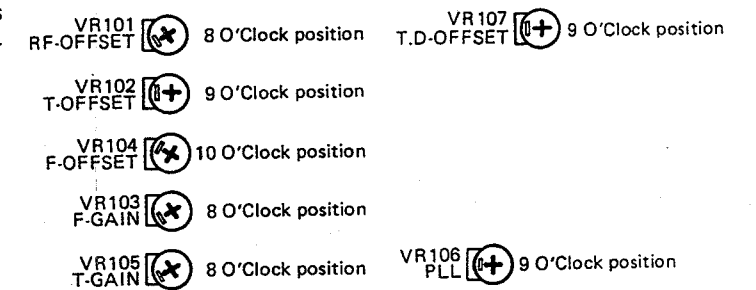 VR101
RF-OFFSET
8 O'Clock position
VR102
T-OFFSET
9 O'Clock position
VR104
F-OFFSET
10 O'Clock position
VR103
F-GAIN
8 O'Clock position
VR105
T-GAIN
8 O'Clock position
VR107
T.D-OFFSET
9 O'Clock position
VR106
PLL
9 O'Clock position